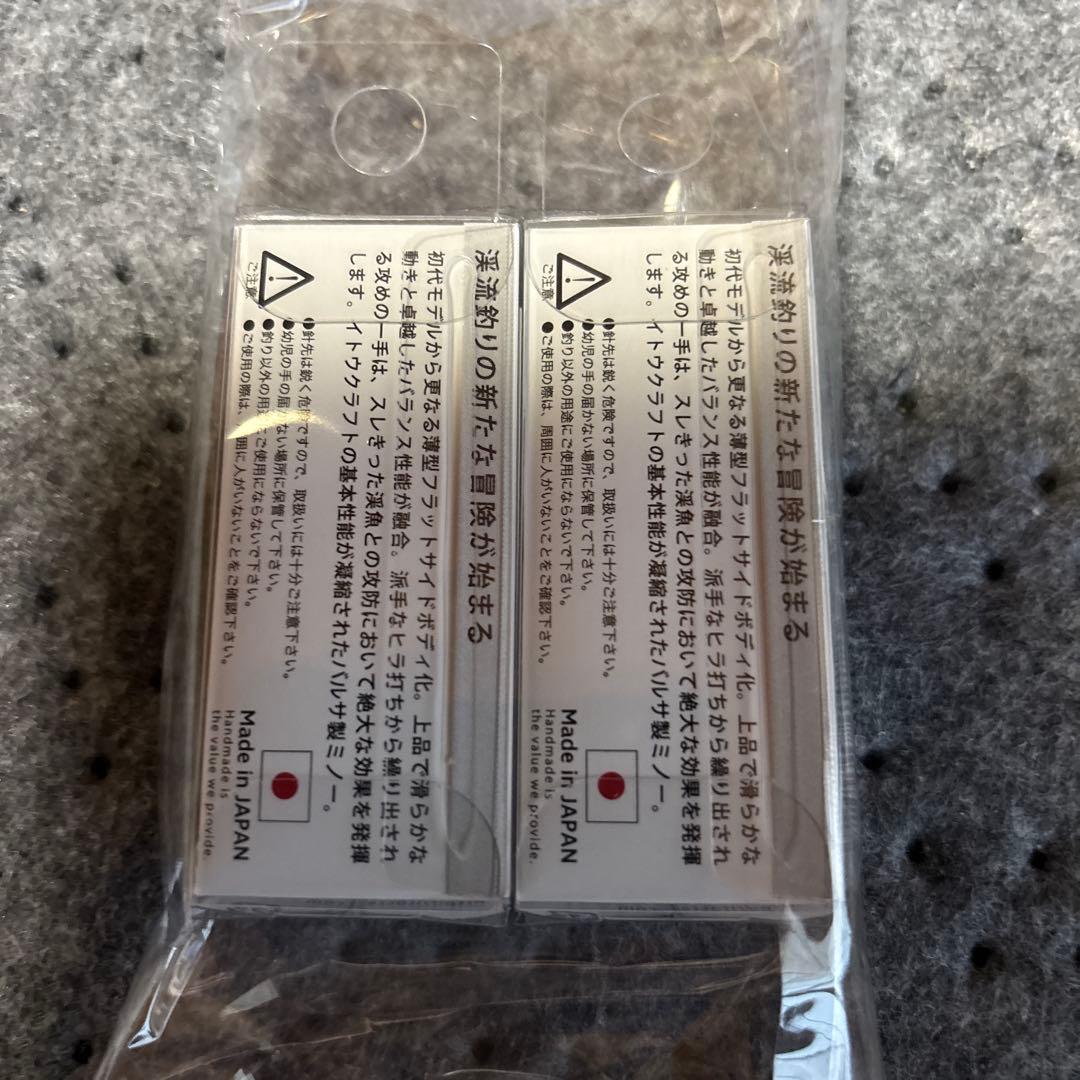 渓流釣りの新たな冒険が始まる
初代モデルから更なる薄型フラットサイドボディ化。上品で滑らかな
動きと卓越したバランス性能が融合。派手なヒラ打ちから繰り出され
る攻めの一手は、スレきった渓魚との攻防において絶大な効果を発揮
します。イトウクラフトの基本性能が凝縮されたバルサ製ミノー。
ご注意
●針先は鋭く危険ですので、取扱いには十分ご注意下さい。
●幼児の手の届かない場所に保管して下さい。
●釣り以外の用途にご使用にならないで下さい。
●ご使用の際は、周囲に人がいないことをご確認下さい。
Made in JAPAN
Handmade is
the value we provide.
渓流釣りの新たな冒険が始まる
初代モデルから更なる薄型フラットサイドボディ化。上品で滑らかな
動きと卓越したバランス性能が融合。派手なヒラ打ちから繰り出され
る攻めの一手は、スレきった渓魚との攻防において絶大な効果を発揮
します。イトウクラフトの基本性能が凝縮されたバルサ製ミノー。
ご注意
●針先は鋭く危険ですので、取扱いには十分ご注意下さい。
●幼児の手の届かない場所に保管して下さい。
●釣り以外の用途にご使用にならないで下さい。
●ご使用の際は、周囲に人がいないことをご確認下さい。
Made in JAPAN
Handmade is
the value we provide.